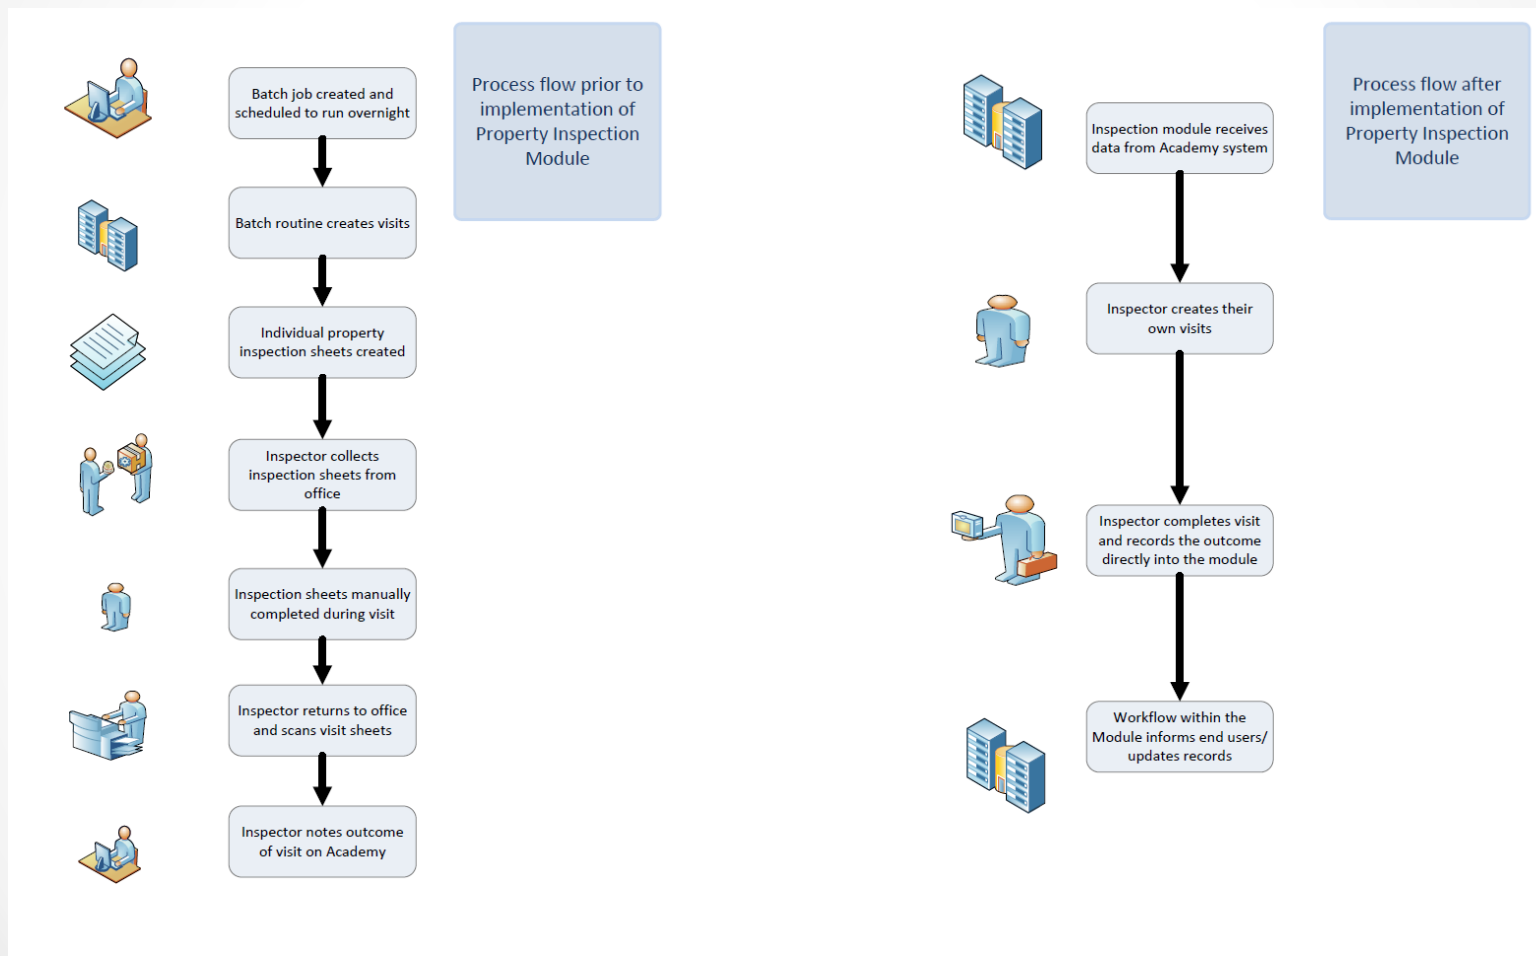 Batch job created and
scheduled to run overnight
Batch routine creates visits
Individual property
inspection sheets created
Inspector collects
inspection sheets from
office
Inspection sheets manually
completed during visit
Inspector returns to office
and scans visit sheets
Inspector notes outcome
of visit on Academy
Process flow prior to
implementation of
Property Inspection
Module
Inspection module receives
data from Academy system
Inspector creates their
own visits
Inspector completes visit
and records the outcome
directly into the module
Workflow within the
Module informs end users/
updates records
Process flow after
implementation of
Property Inspection
Module